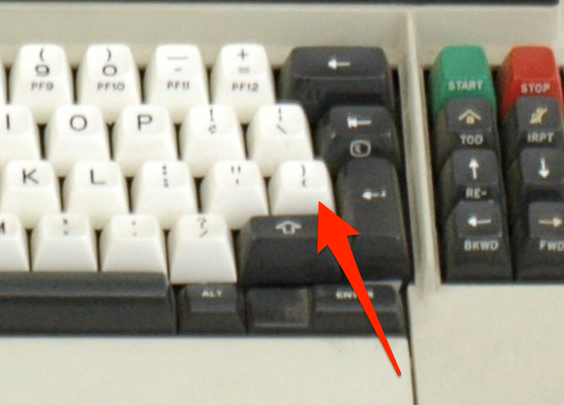 ( ) — +
9 0 - =
PF9 PF10 PF11 PF12 ←
START STOP
I O P ! ¢ | \
TOD IRPT
K L : ; " ' } {
↑ ↓
RE-
? /
← →
BKWD FWD
ALT ENTER